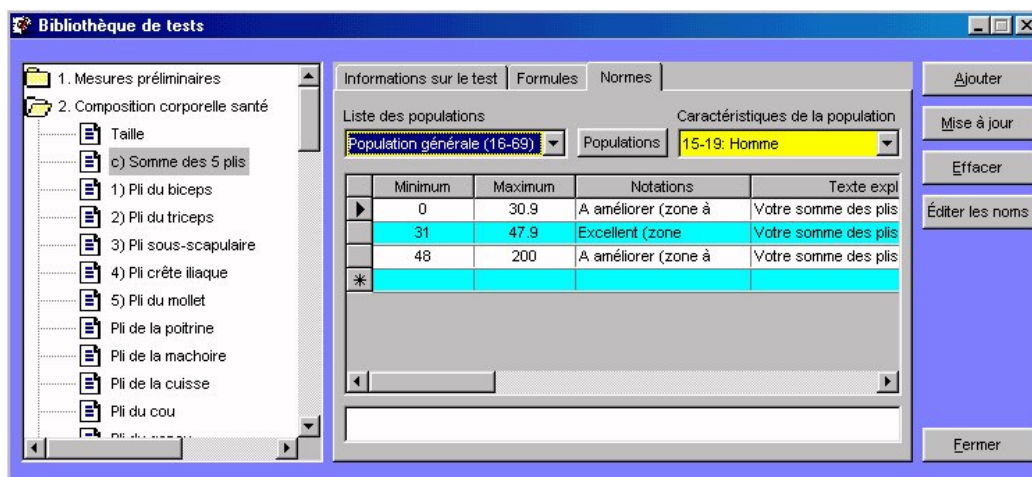 Bibliothèque de tests
1. Mesures préliminaires
2. Composition corporelle santé
Taille
c) Somme des 5 plis
1) Pli du biceps
2) Pli du triceps
3) Pli sous-scapulaire
4) Pli crête iliaque
5) Pli du mollet
Pli de la poitrine
Pli de la machoire
Pli de la cuisse
Pli du cou
Informations sur le test Formules Normes
Liste des populations Caractéristiques de la population
Population générale (16-69) Populations 15-19: Homme
Minimum Maximum Notations Texte expl
0 30.9 A améliorer (zone à Votre somme des plis
31 47.9 Excellent (zone Votre somme des plis
48 200 A améliorer (zone à Votre somme des plis
Ajouter
Mise à jour
Effacer
Éditer les noms
Fermer